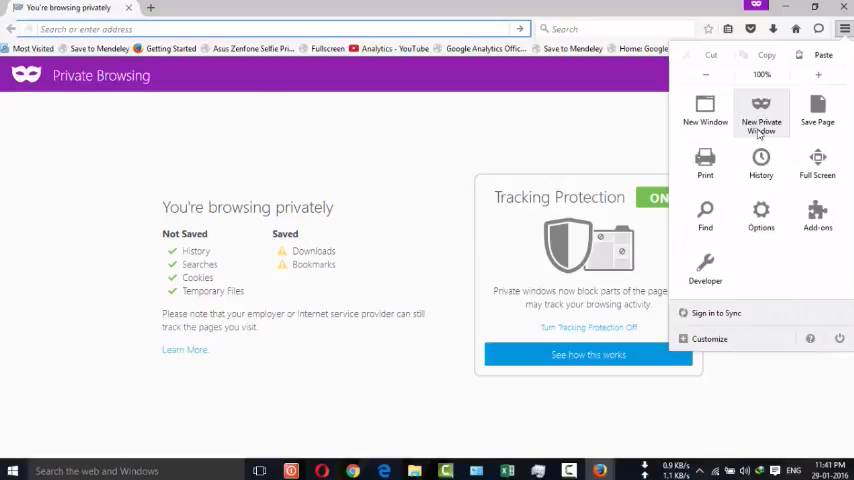 You're browsing privately
Search or enter address
Search
Most Visited
Save to Mendeley
Getting Started
Asus Zenfone Selfie Pri...
Fullscreen
Analytics - YouTube
Google Analytics Offic...
Save to Mendeley
Home: Google
Private Browsing
Cut
Copy
Paste
100%
New Window
New Private
Window
Save Page
Print
History
Full Screen
Find
Options
Add-ons
Developer
Sign in to Sync
Customize
You're browsing privately
Not Saved
Saved
History
Downloads
Searches
Bookmarks
Cookies
Temporary Files
Please note that your employer or Internet service provider can still
track the pages you visit.
Learn More.
Tracking Protection
ON
Private windows now block parts of the page
may track your browsing activity.
Turn Tracking Protection Off
See how this works
Search the web and Windows
0.9 KB/s
1.1 KB/s
ENG
11:41 PM
29-01-2016